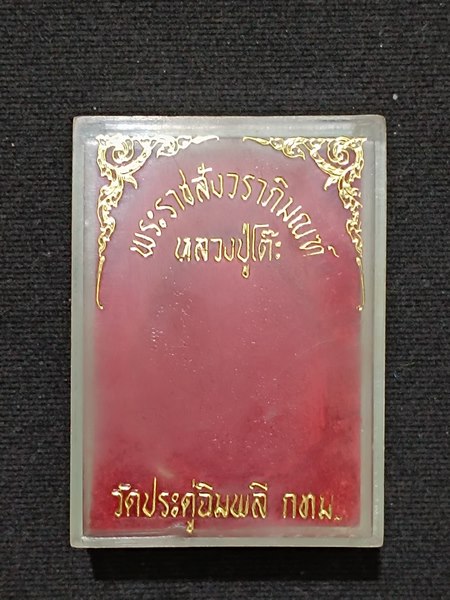 พระราชสังวราภิมณฑ์
หลวงปู่โต๊ะ
วัดประดู่ฉิมพลี กทม.